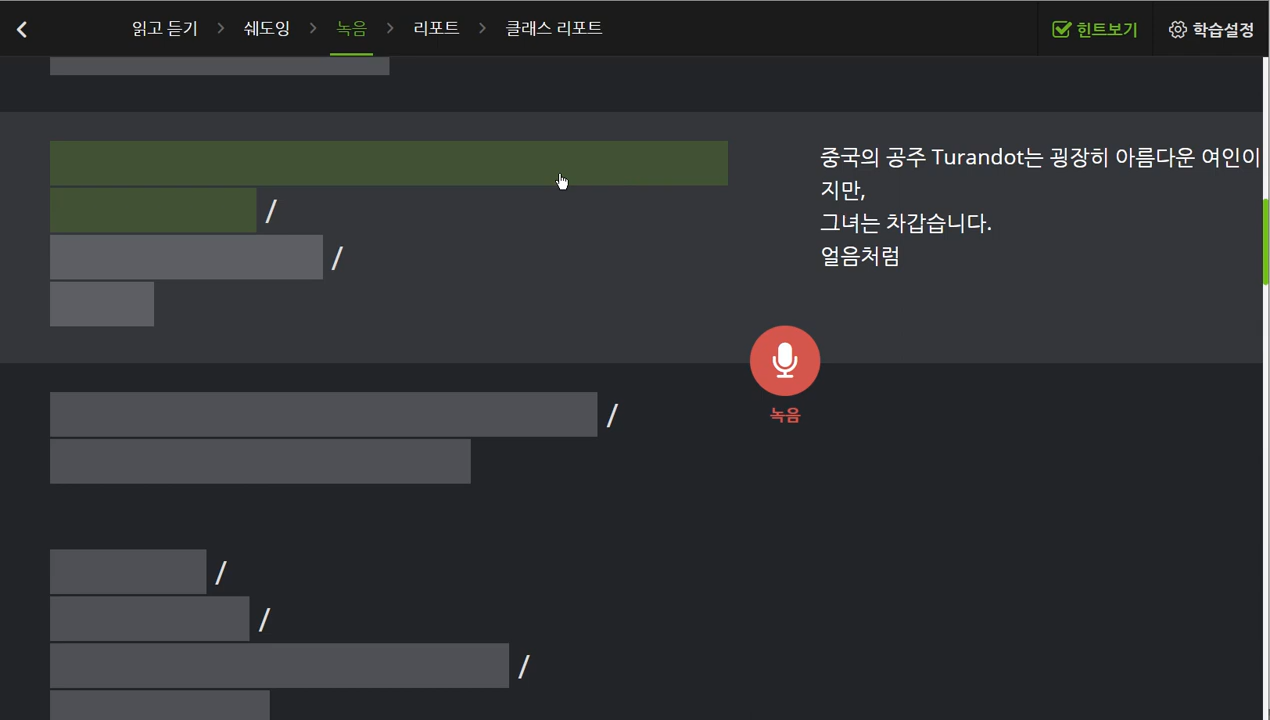 읽고 듣기 > 쉐도잉 > 녹음 > 리포트 > 클래스 리포트
힌트보기
학습설정
중국의 공주 Turandot는 굉장히 아름다운 여인이
지만,
그녀는 차갑습니다.
얼음처럼
/
/
녹음
/
/
/
/